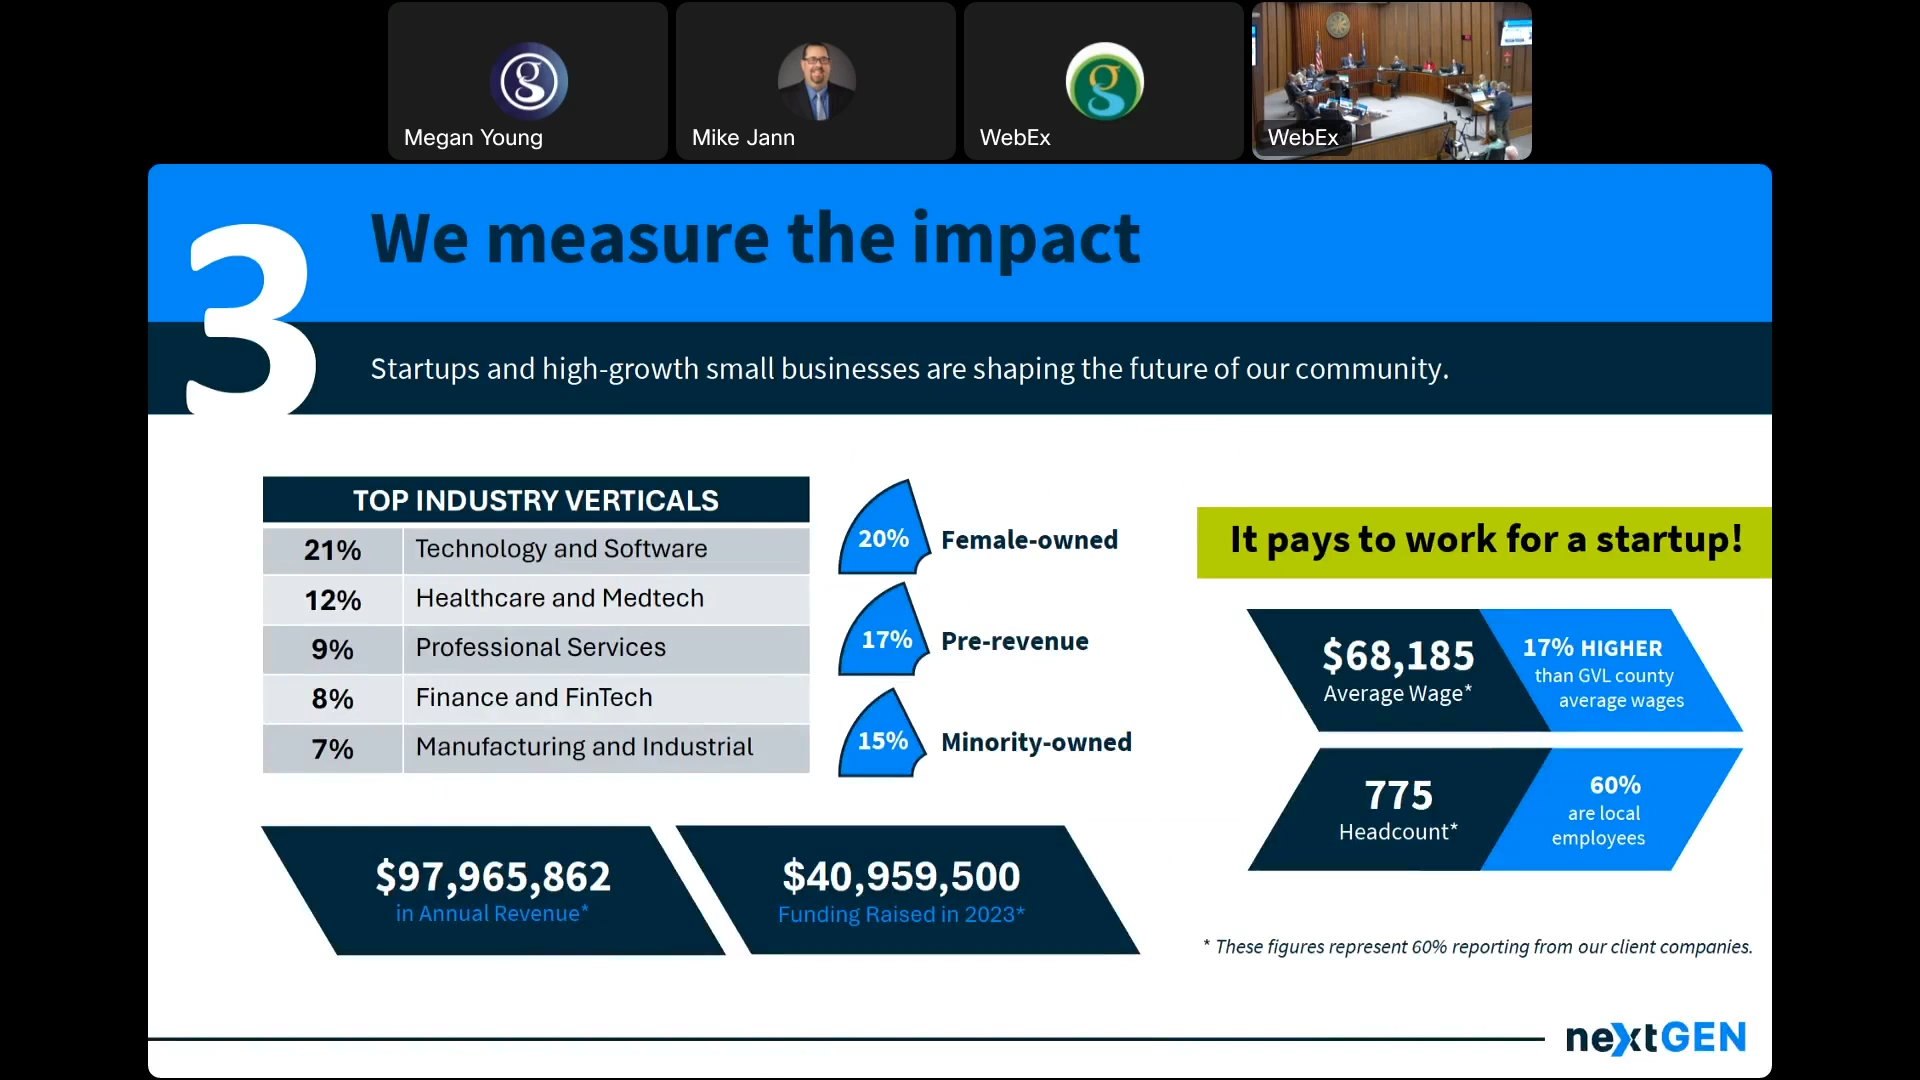 Megan Young
Mike Jann
WebEx
WebEx
3
We measure the impact
Startups and high-growth small businesses are shaping the future of our community.
TOP INDUSTRY VERTICALS
21% Technology and Software
12% Healthcare and Medtech
9% Professional Services
8% Finance and FinTech
7% Manufacturing and Industrial
20% Female-owned
17% Pre-revenue
15% Minority-owned
$97,965,862
in Annual Revenue*
$40,959,500
Funding Raised in 2023*
It pays to work for a startup!
$68,185
Average Wage*
17% HIGHER
than GVL county
average wages
775
Headcount*
60%
are local
employees
* These figures represent 60% reporting from our client companies.
nextGEN